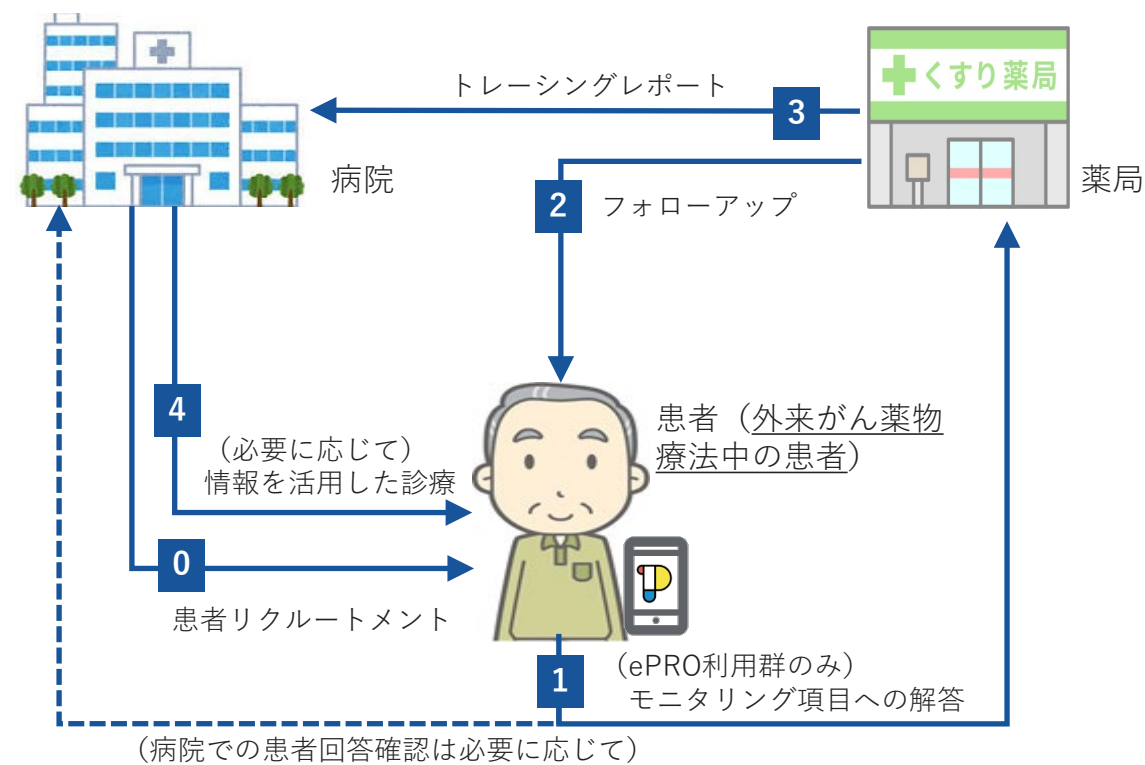 トレーシングレポート
3
くすり薬局
病院
薬局
2
フォローアップ
4
（必要に応じて）
情報を活用した診療
患者（外来がん薬物
療法中の患者）
0
患者リクルートメント
1
（ePRO利用群のみ）
モニタリング項目への解答
（病院での患者回答確認は必要に応じて）